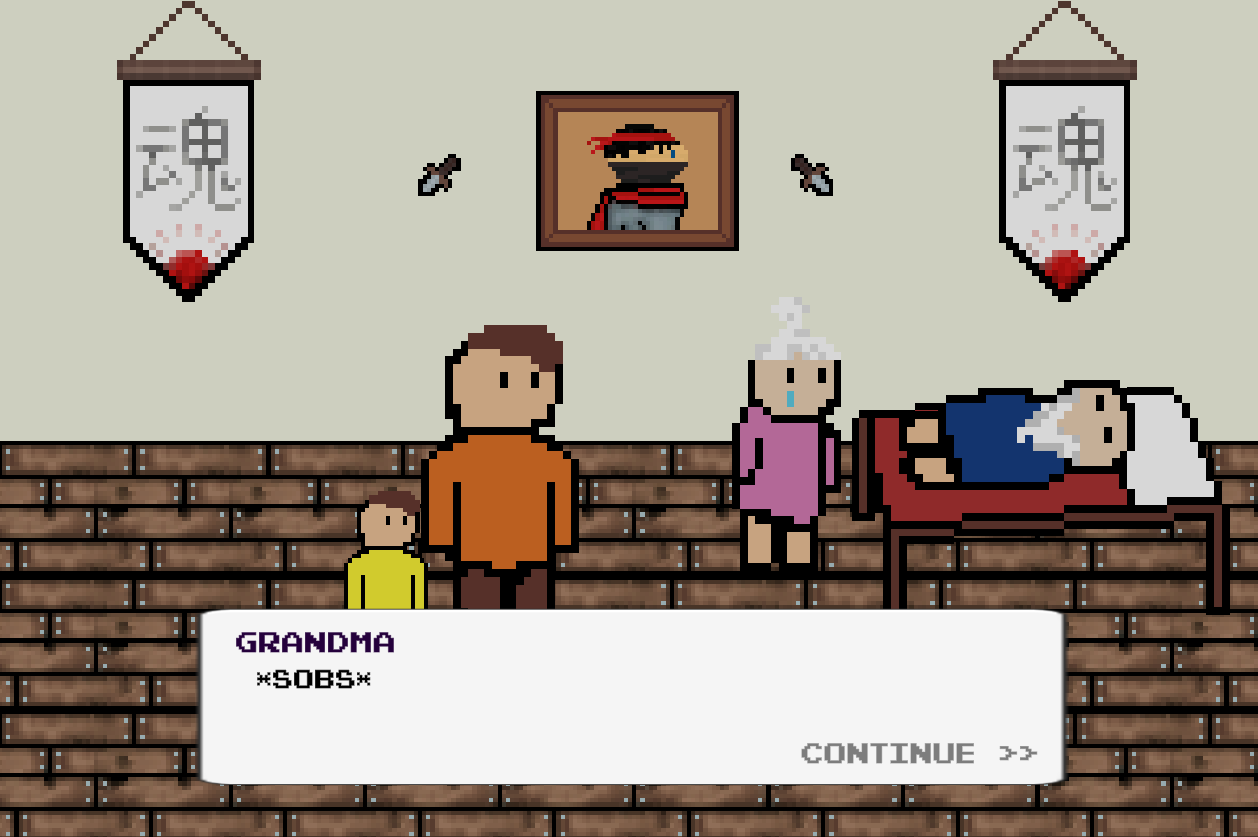 魂
魂
GRANDMA
*SOBS*
CONTINUE >>